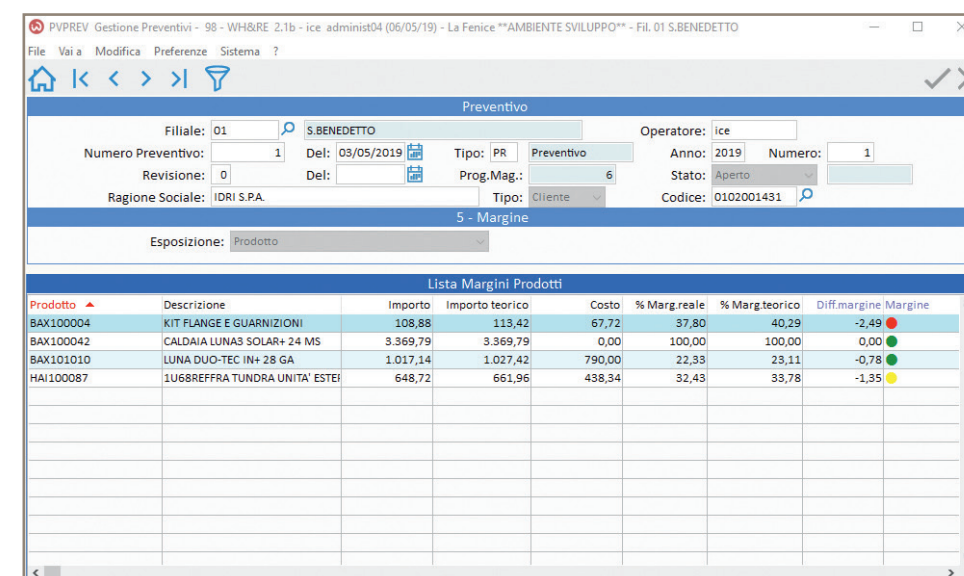 PVPREV Gestione Preventivi - 98 - WH&RE 2.1b - ice administ04 (06/05/19) - La Fenice **AMBIENTE SVILUPPO** - Fil. 01 S.BENEDETTO
File Vai a Modifica Preferenze Sistema ?
Preventivo
Filiale: 01 S.BENEDETTO Operatore: ice
Numero Preventivo: 1 Del: 03/05/2019 Tipo: PR Preventivo Anno: 2019 Numero: 1
Revisione: 0 Del: Prog.Mag.: 6 Stato: Aperto
Ragione Sociale: IDRI S.P.A. Tipo: Cliente Codice: 0102001431
5 - Margine
Esposizione: Prodotto
Lista Margini Prodotti
Prodotto Descrizione Importo Importo teorico Costo % Marg.reale % Marg.teorico Diff.margine Margine
BAX100004 KIT FLANGE E GUARNIZIONI 108,88 113,42 67,72 37,80 40,29 -2,49
BAX100042 CALDAIA LUNA3 SOLAR+ 24 MS 3.369,79 3.369,79 0,00 100,00 100,00 0,00
BAX101010 LUNA DUO-TEC IN+ 28 GA 1.017,14 1.027,42 790,00 22,33 23,11 -0,78
HAI100087 1U68REFFRA TUNDRA UNITA' ESTER 648,72 661,96 438,34 32,43 33,78 -1,35